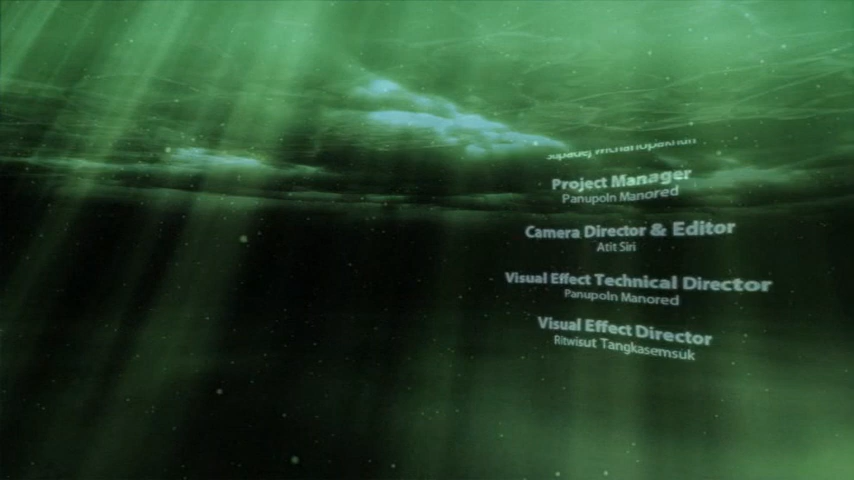 Project Manager
Panupoln Manored
Camera Director & Editor
Atit Siri
Visual Effect Technical Director
Panupoln Manored
Visual Effect Director
Ritwisut Tangkasemsuk